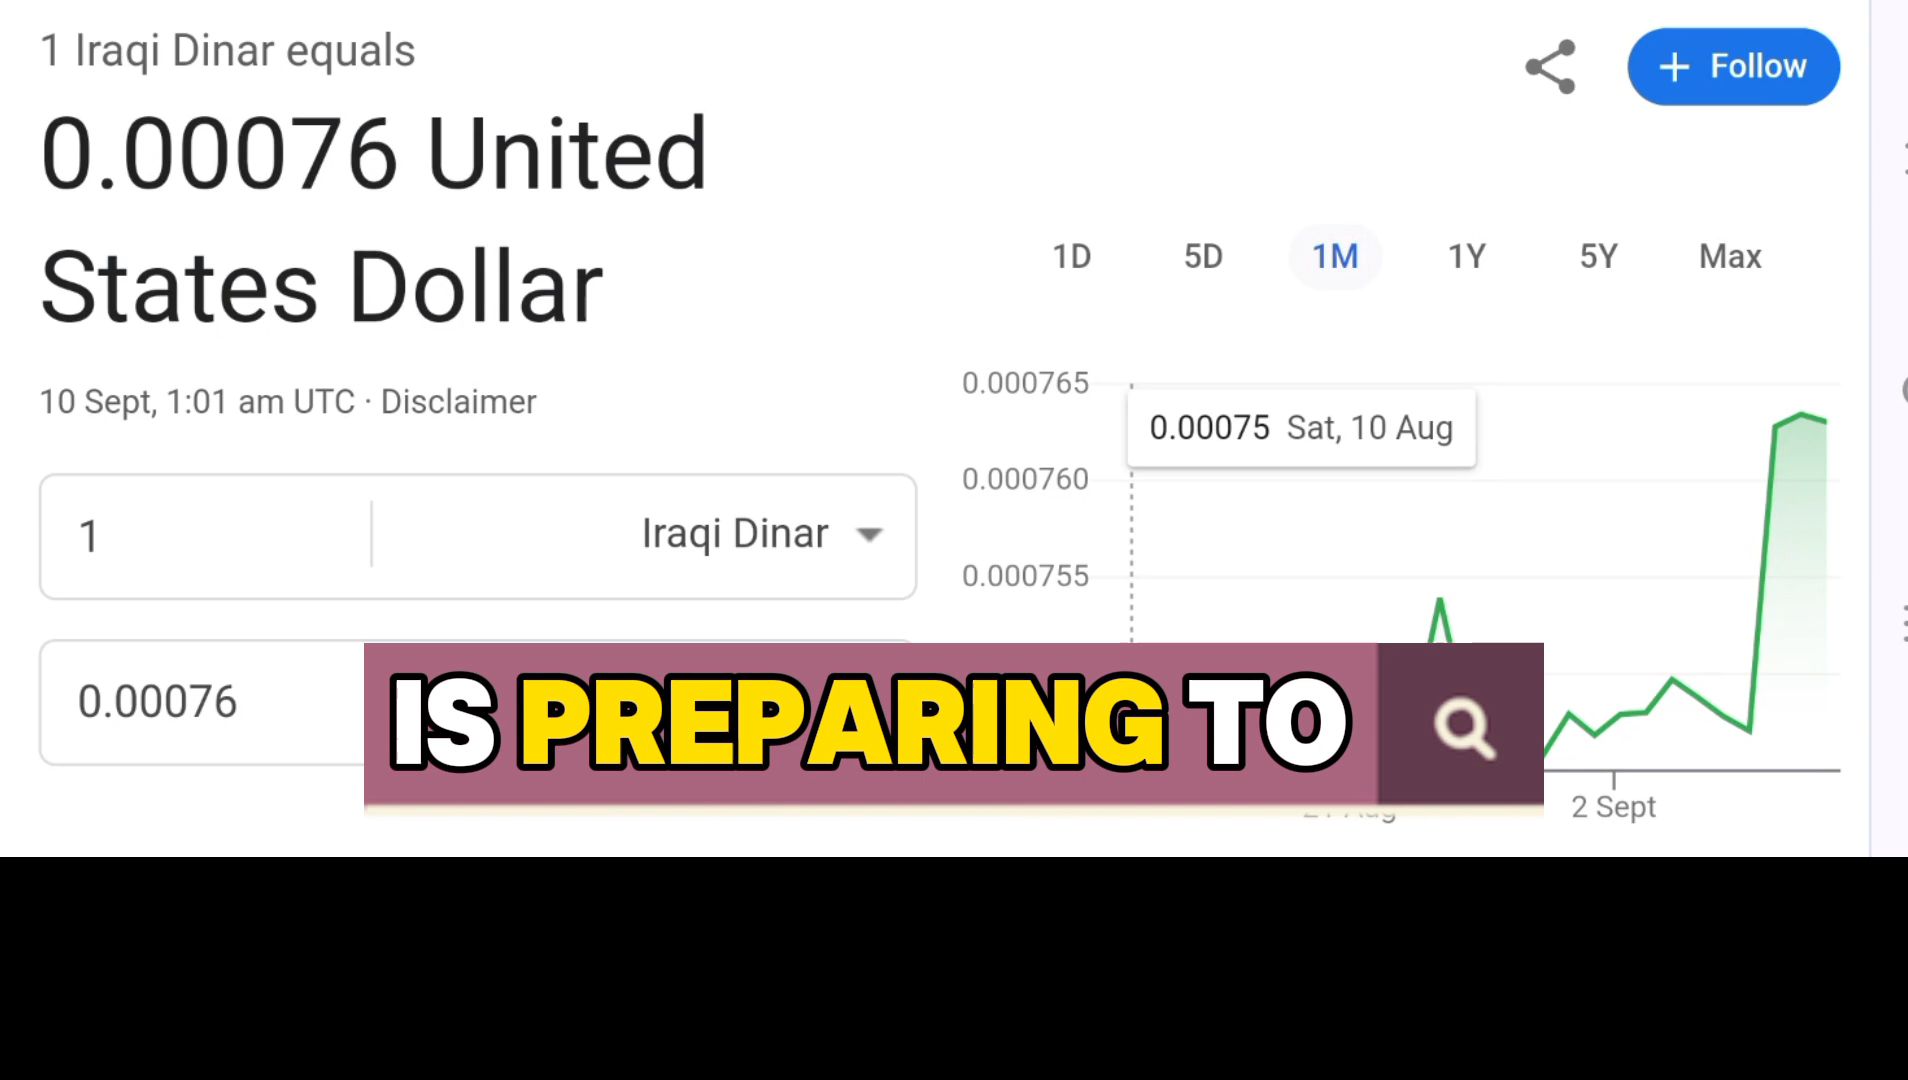 1 Iraqi Dinar equals
0.00076 United
States Dollar
10 Sept, 1:01 am UTC · Disclaimer
1
Iraqi Dinar
0.00076
+ Follow
1D 5D 1M 1Y 5Y Max
0.000765
0.00075 Sat, 10 Aug
0.000760
0.000755
IS PREPARING TO
2 Sept